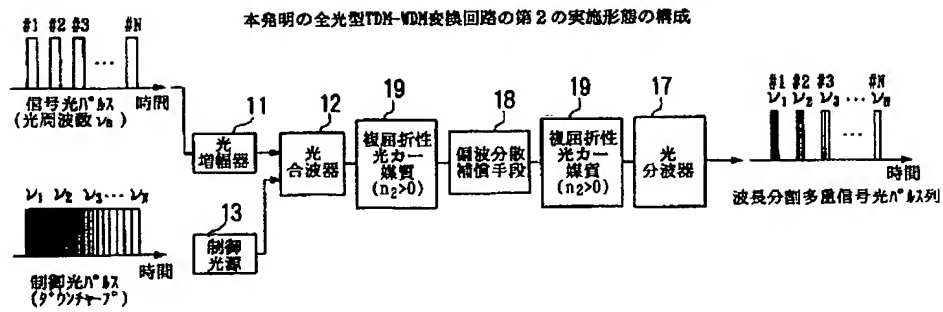 本発明の全光型TDM-WDM変換回路の第2の実施形態の構成
#1 #2 #3 … #N
時間
信号光パルス
(光周波数νs)
ν1 ν2 ν3… νN
時間
制御光パルス
(ダウンチャープ)
11
光
増幅器
13
制御
光源
12
光
合波器
19
複屈折性
光カー
媒質
(n2>0)
18
偏波分散
補償手段
19
複屈折性
光カー
媒質
(n2>0)
17
光
分波器
#1 #2 #3 #N
ν1 ν2 ν3 … νN
時間
波長分割多重信号光パルス列